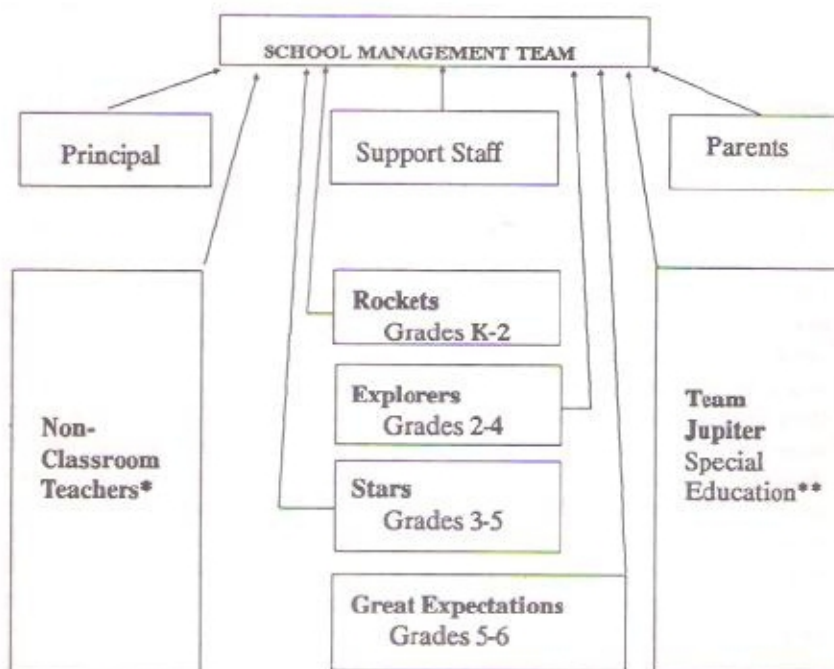 SCHOOL MANAGEMENT TEAM
Principal
Support Staff
Parents
Rockets
Grades K-2
Explorers
Grades 2-4
Stars
Grades 3-5
Great Expectations
Grades 5-6
Non-
Classroom
Teachers*
Team
Jupiter
Special
Education**